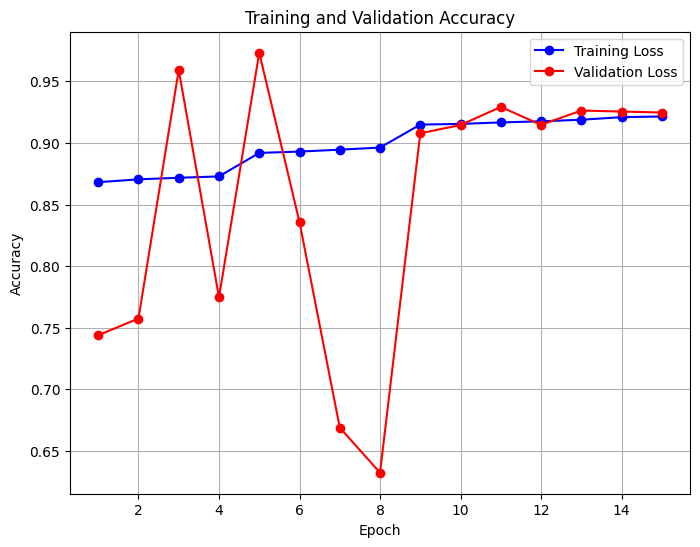 Training and Validation Accuracy
Training Loss
Validation Loss
0.95
0.90
0.85
0.80
0.75
0.70
0.65
Accuracy
2 4 6 8 10 12 14
Epoch